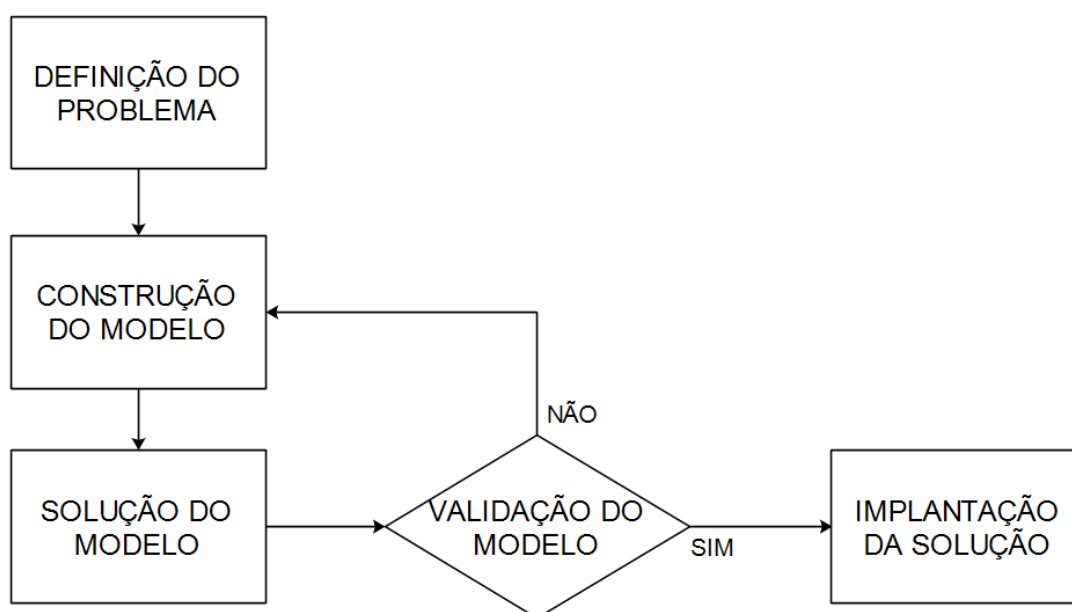 DEFINIÇÃO DO
PROBLEMA
CONSTRUÇÃO
DO MODELO
NÃO
SOLUÇÃO DO
MODELO
VALIDAÇÃO DO
MODELO
SIM
IMPLANTAÇÃO
DA SOLUÇÃO